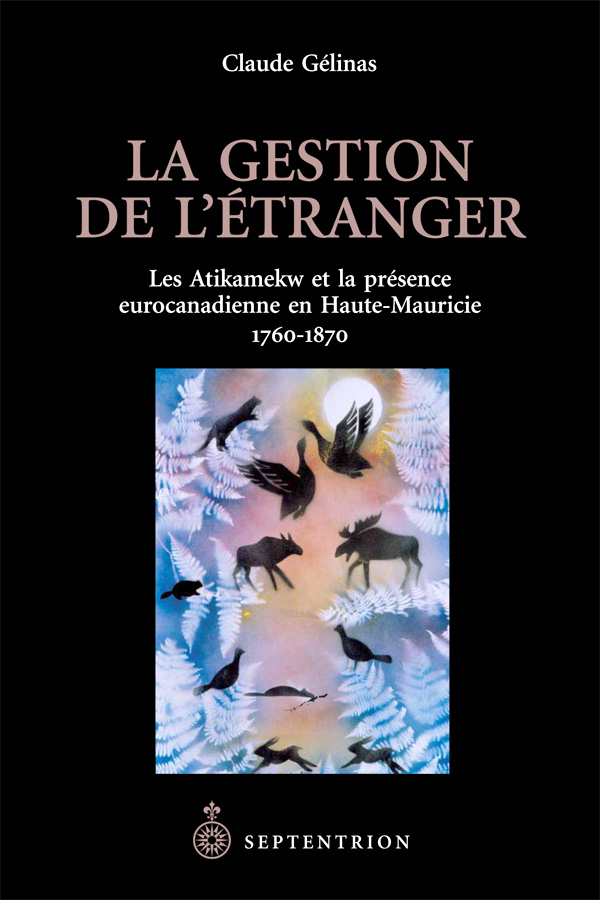 Claude Gélinas
LA GESTION
DE L'ÉTRANGER
Les Atikamekw et la présence
eurocanadienne en Haute-Mauricie
1760-1870
SEPTENTRION